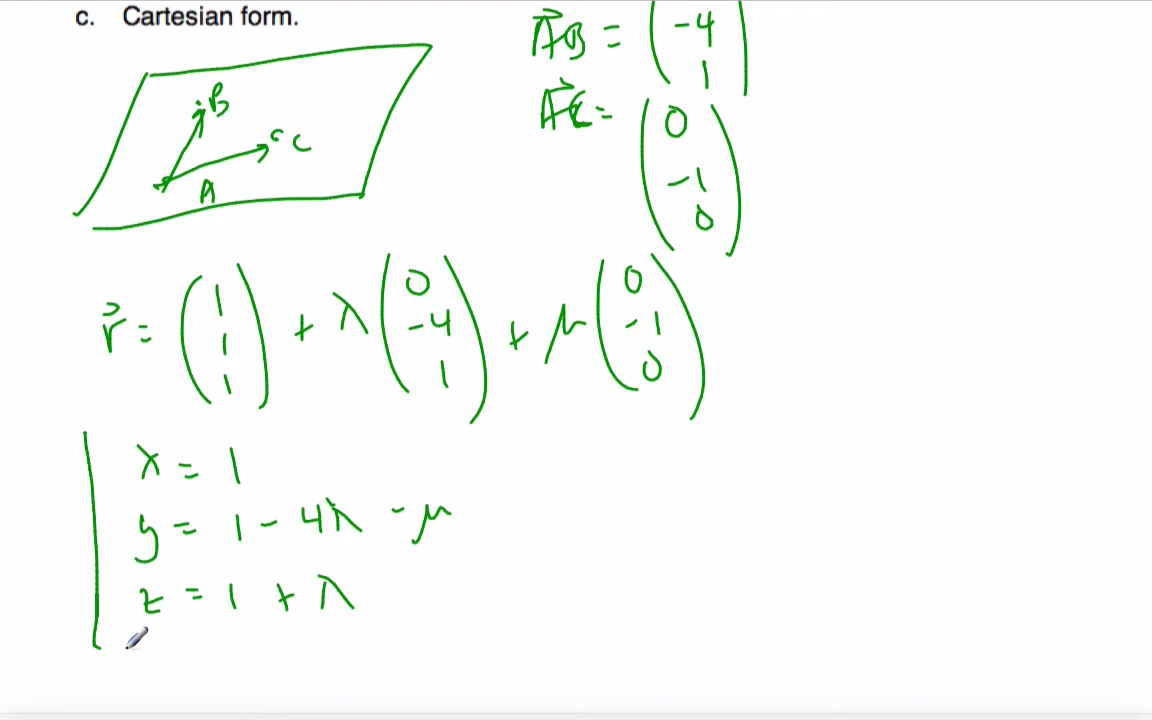 c. Cartesian form.
AB⃗ = ( -4 1 )
AC⃗ = ( 0 -1 0 )
B
C
A
r⃗ = ( 1 1 1 ) + λ ( 0 -4 1 ) + μ ( 0 -1 0 )
x = 1
y = 1 - 4λ - μ
z = 1 + λ